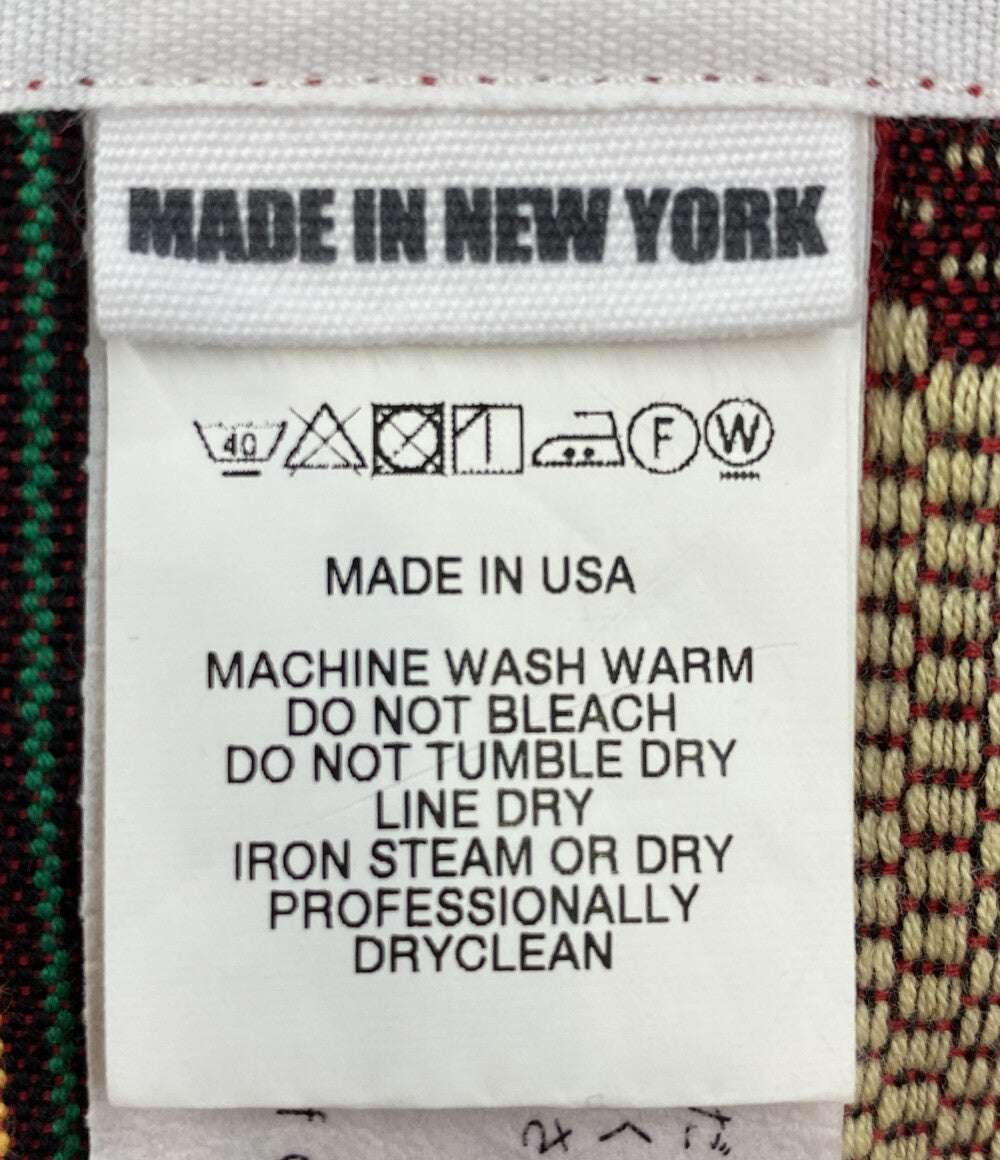 MADE IN NEW YORK
40 F W
MADE IN USA
MACHINE WASH WARM
DO NOT BLEACH
DO NOT TUMBLE DRY
LINE DRY
IRON STEAM OR DRY
PROFESSIONALLY
DRYCLEAN